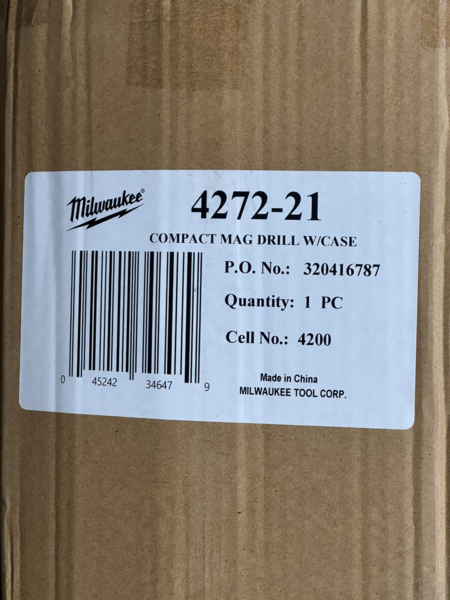 Milwaukee®
4272-21
COMPACT MAG DRILL W/CASE
P.O. No.: 320416787
Quantity: 1 PC
Cell No.: 4200
0 45242 34647 9
Made in China
MILWAUKEE TOOL CORP.